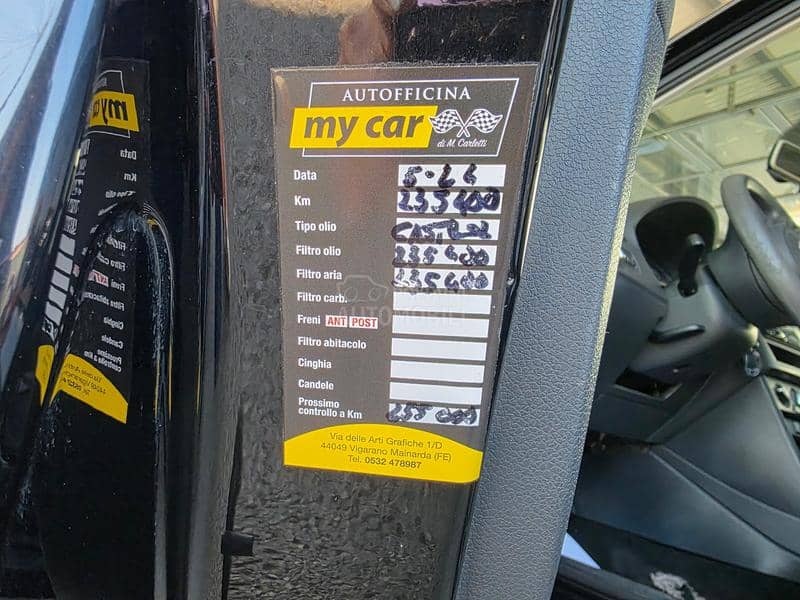 AUTOFFICINA
my car
di M. Carletti
Data
Km 235400
Tipo olio
Filtro olio 235400
Filtro aria 235400
Filtro carb.
Freni ANT POST
Filtro abitacolo
Cinghia
Candele
Prossimo
controllo a Km 255000
Via delle Arti Grafiche 1/D
44049 Vigarano Mainarda (FE)
Tel. 0532 478987